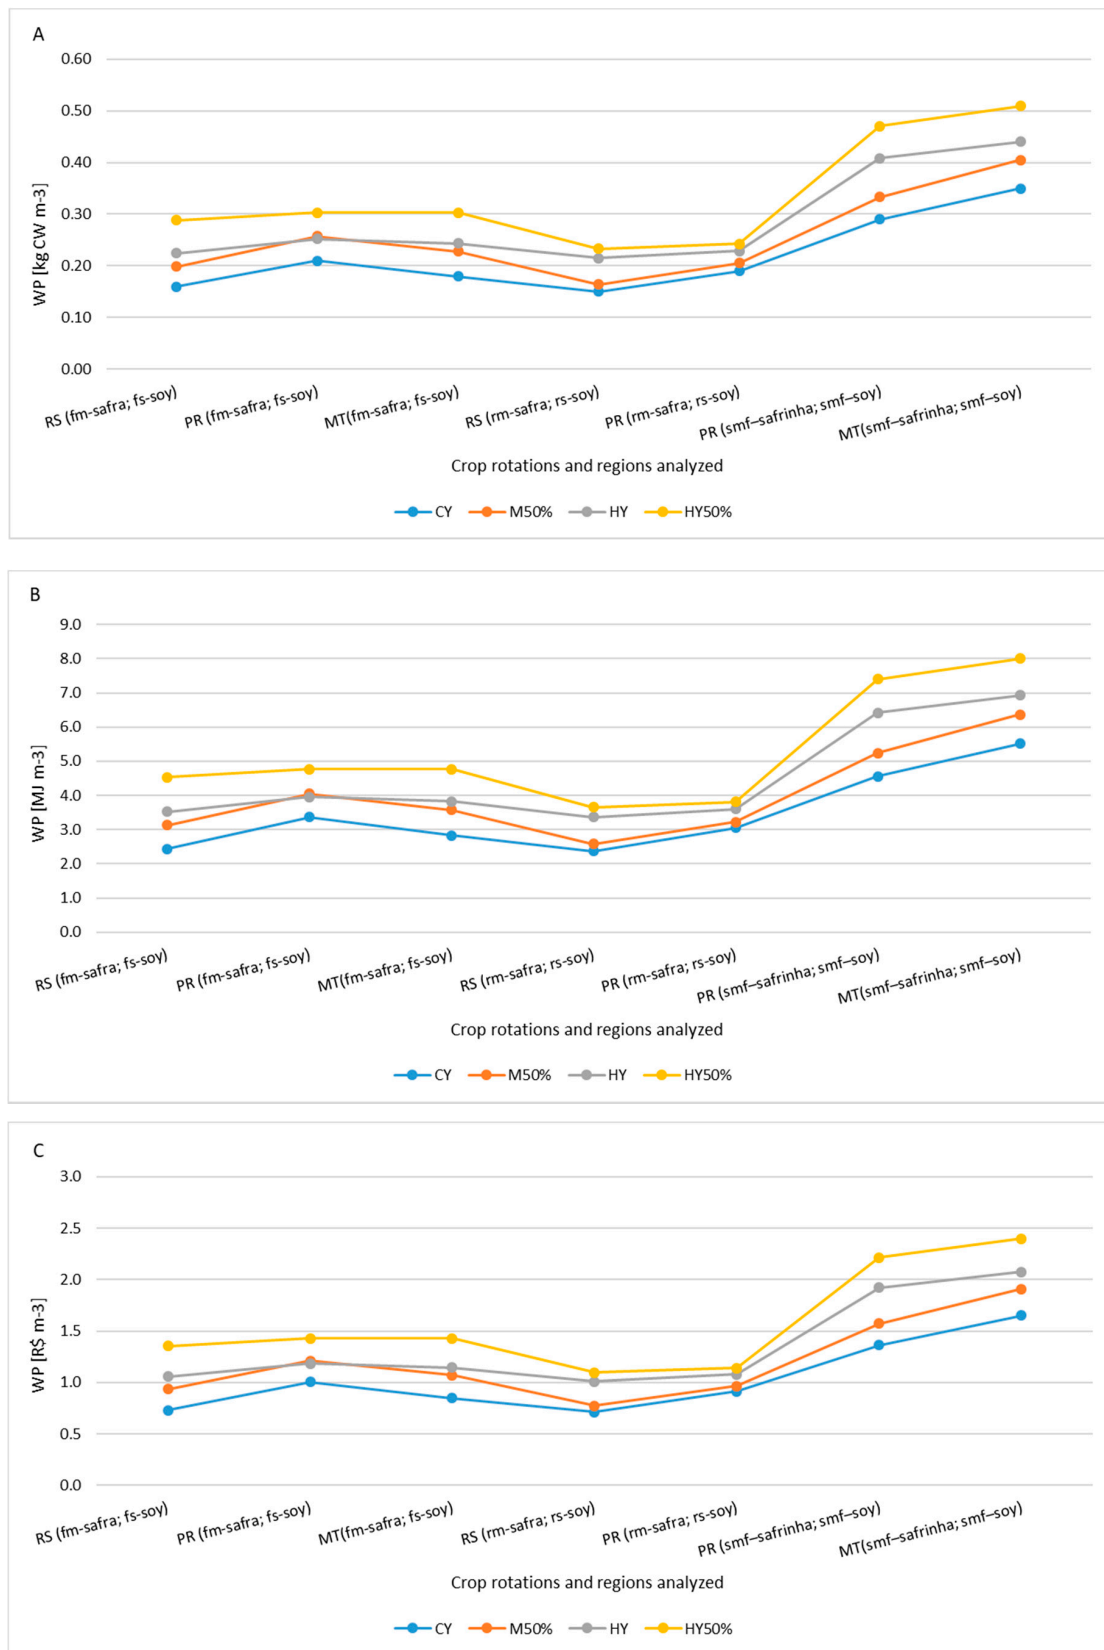 A
0.60
0.50
0.40
0.30
0.20
0.10
0.00
WP [kg CW m-3]
RS (fm-safra; fs-soy)
PR (fm-safra; fs-soy)
MT(fm-safra; fs-soy)
RS (rm-safra; rs-soy)
PR (rm-safra; rs-soy)
PR (smf–safrinha; smf–soy)
MT(smf–safrinha; smf–soy)
Crop rotations and regions analyzed
CY M50% HY HY50%
B
9.0
8.0
7.0
6.0
5.0
4.0
3.0
2.0
1.0
0.0
WP [MJ m-3]
RS (fm-safra; fs-soy)
PR (fm-safra; fs-soy)
MT(fm-safra; fs-soy)
RS (rm-safra; rs-soy)
PR (rm-safra; rs-soy)
PR (smf–safrinha; smf–soy)
MT(smf–safrinha; smf–soy)
Crop rotations and regions analyzed
CY M50% HY HY50%
C
3.0
2.5
2.0
1.5
1.0
0.5
0.0
WP [R$ m-3]
RS (fm-safra; fs-soy)
PR (fm-safra; fs-soy)
MT(fm-safra; fs-soy)
RS (rm-safra; rs-soy)
PR (rm-safra; rs-soy)
PR (smf–safrinha; smf–soy)
MT(smf–safrinha; smf–soy)
Crop rotations and regions analyzed
CY M50% HY HY50%